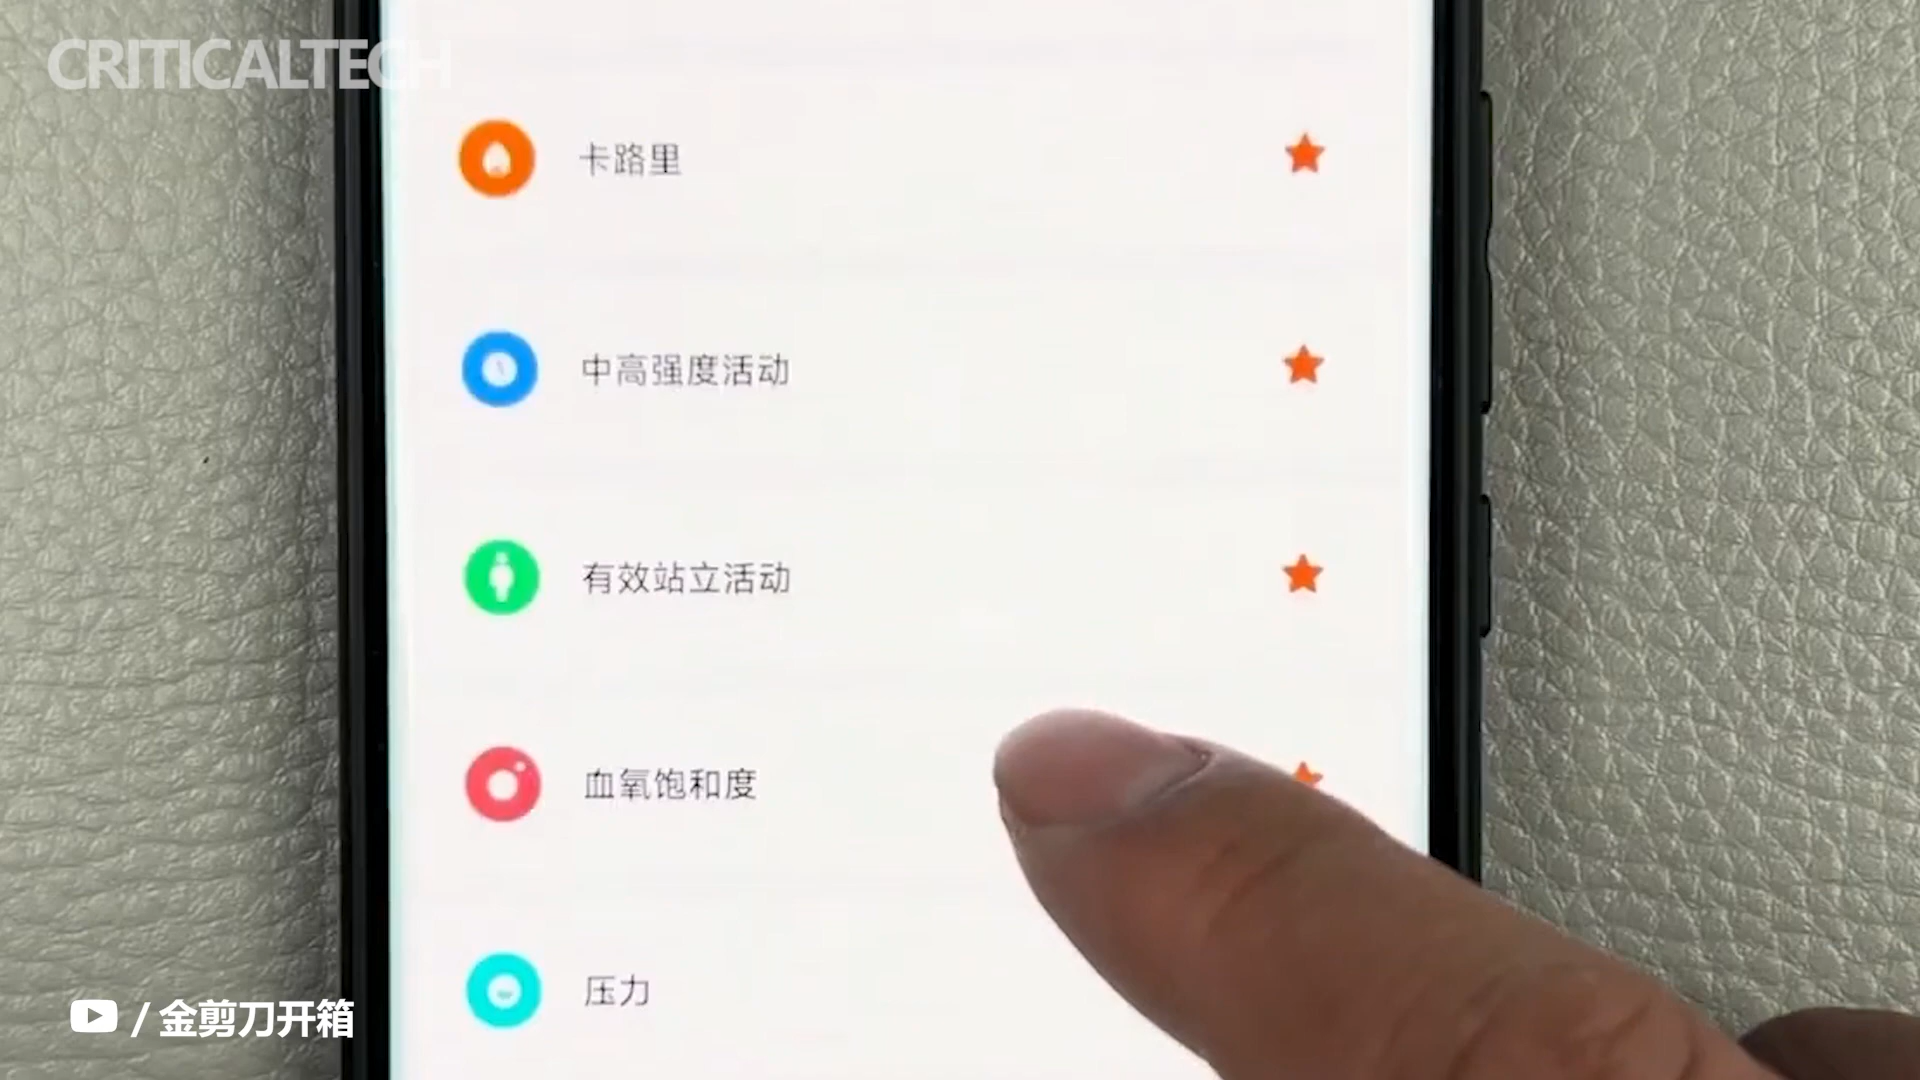 CRITICALTECH
卡路里
中高强度活动
有效站立活动
血氧饱和度
压力
/ 金剪刀开箱